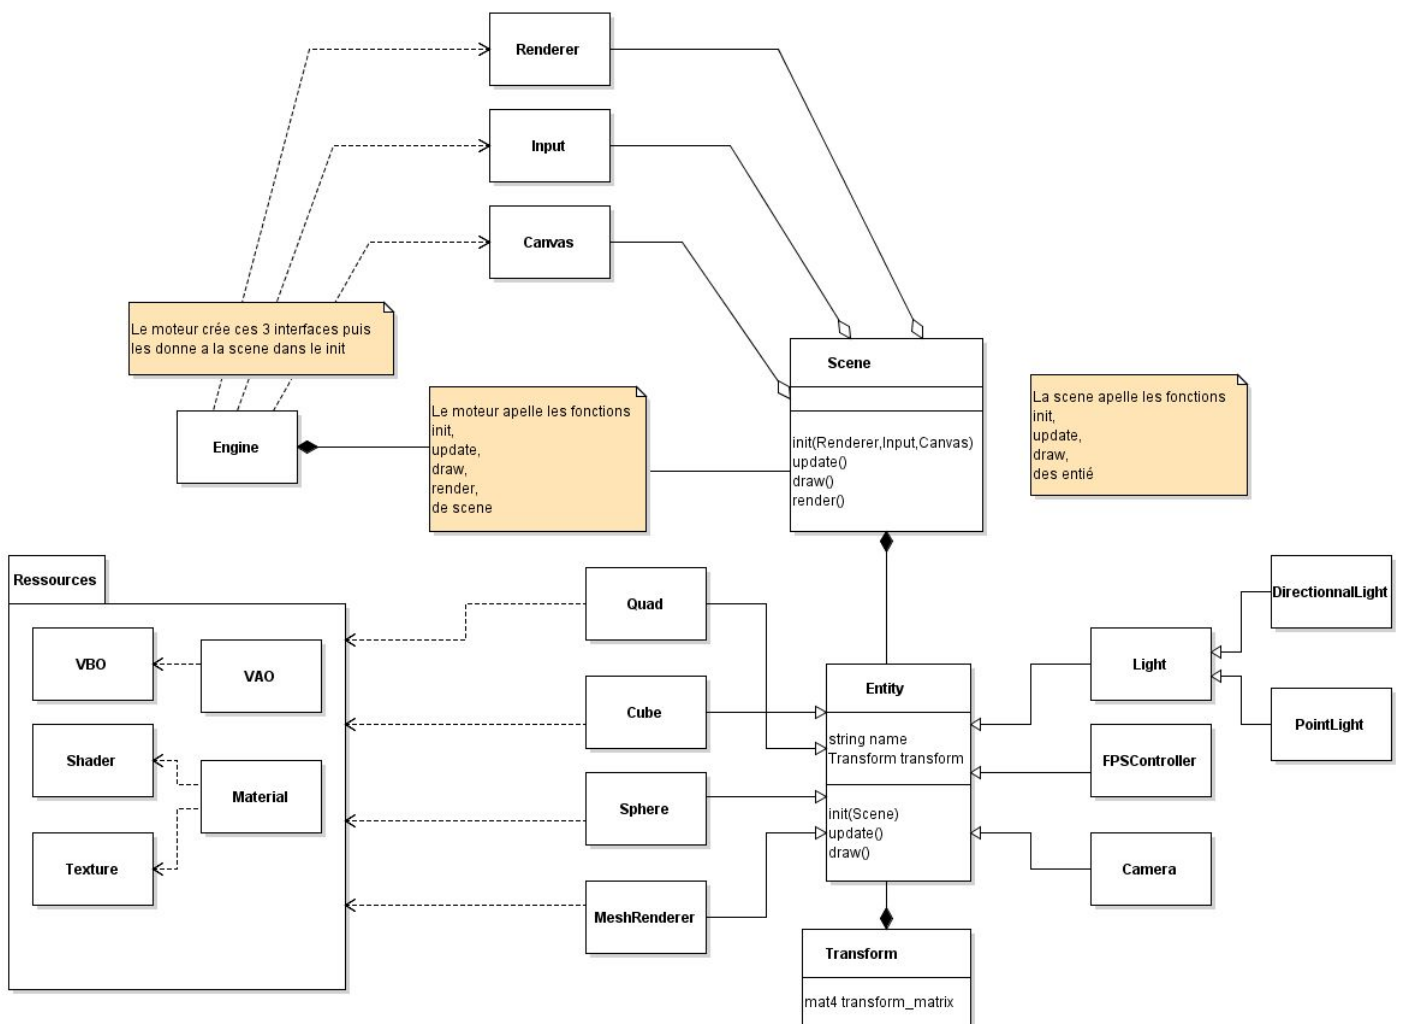 Renderer
Input
Canvas
Le moteur crée ces 3 interfaces puis
les donne a la scene dans le init
Engine
Le moteur apelle les fonctions
init,
update,
draw,
render,
de scene
Scene
init(Renderer,Input,Canvas)
update()
draw()
render()
La scene apelle les fonctions
init,
update,
draw,
des entié
Ressources
VBO
VAO
Shader
Material
Texture
Quad
Cube
Sphere
MeshRenderer
Entity
string name
Transform transform
init(Scene)
update()
draw()
Transform
mat4 transform_matrix
Light
DirectionnalLight
PointLight
FPSController
Camera